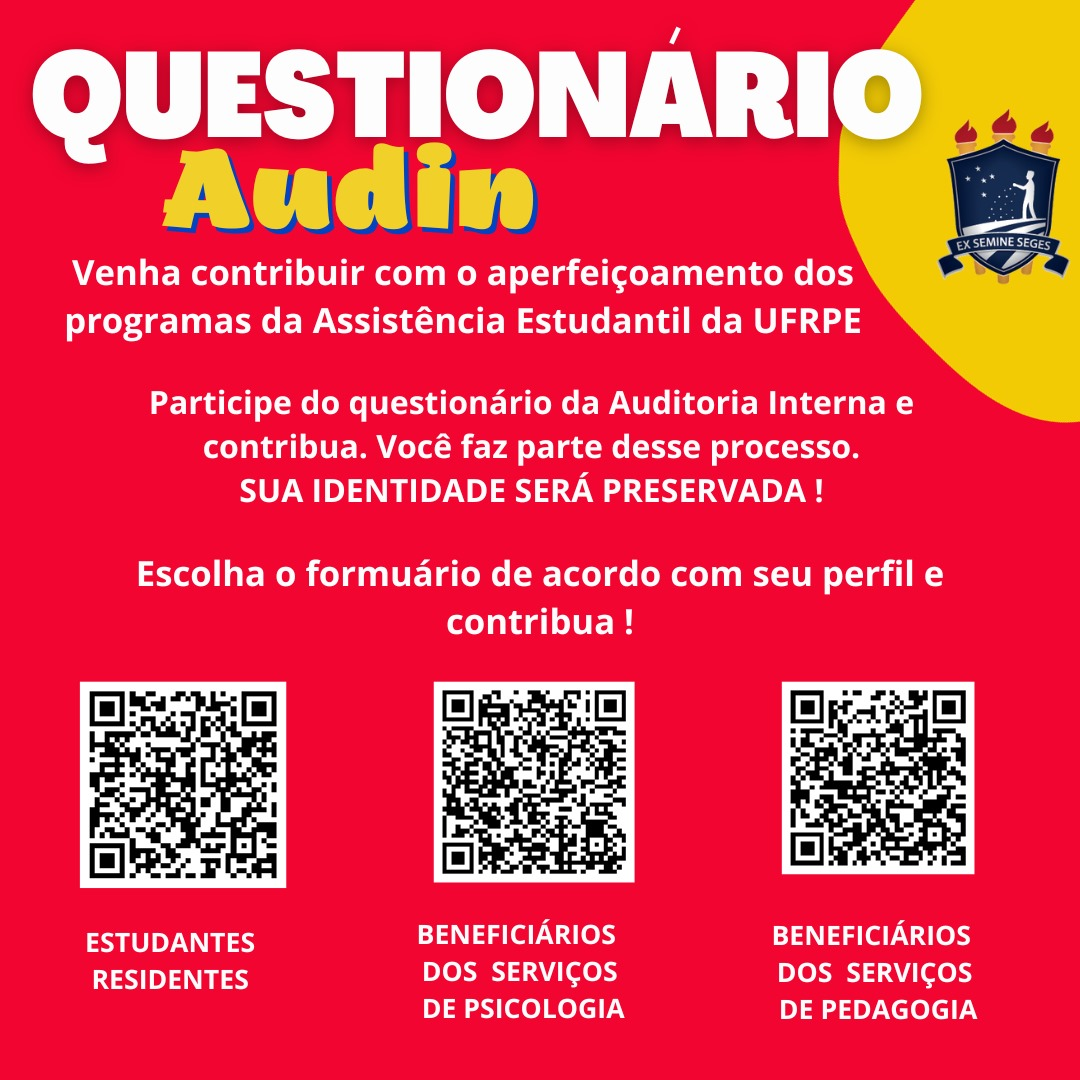 QUESTIONÁRIO
Audin
EX SEMINE SEGES
Venha contribuir com o aperfeiçoamento dos
programas da Assistência Estudantil da UFRPE
Participe do questionário da Auditoria Interna e
contribua. Você faz parte desse processo.
SUA IDENTIDADE SERÁ PRESERVADA !
Escolha o formuário de acordo com seu perfil e
contribua !
ESTUDANTES
RESIDENTES
BENEFICIÁRIOS
DOS SERVIÇOS
DE PSICOLOGIA
BENEFICIÁRIOS
DOS SERVIÇOS
DE PEDAGOGIA